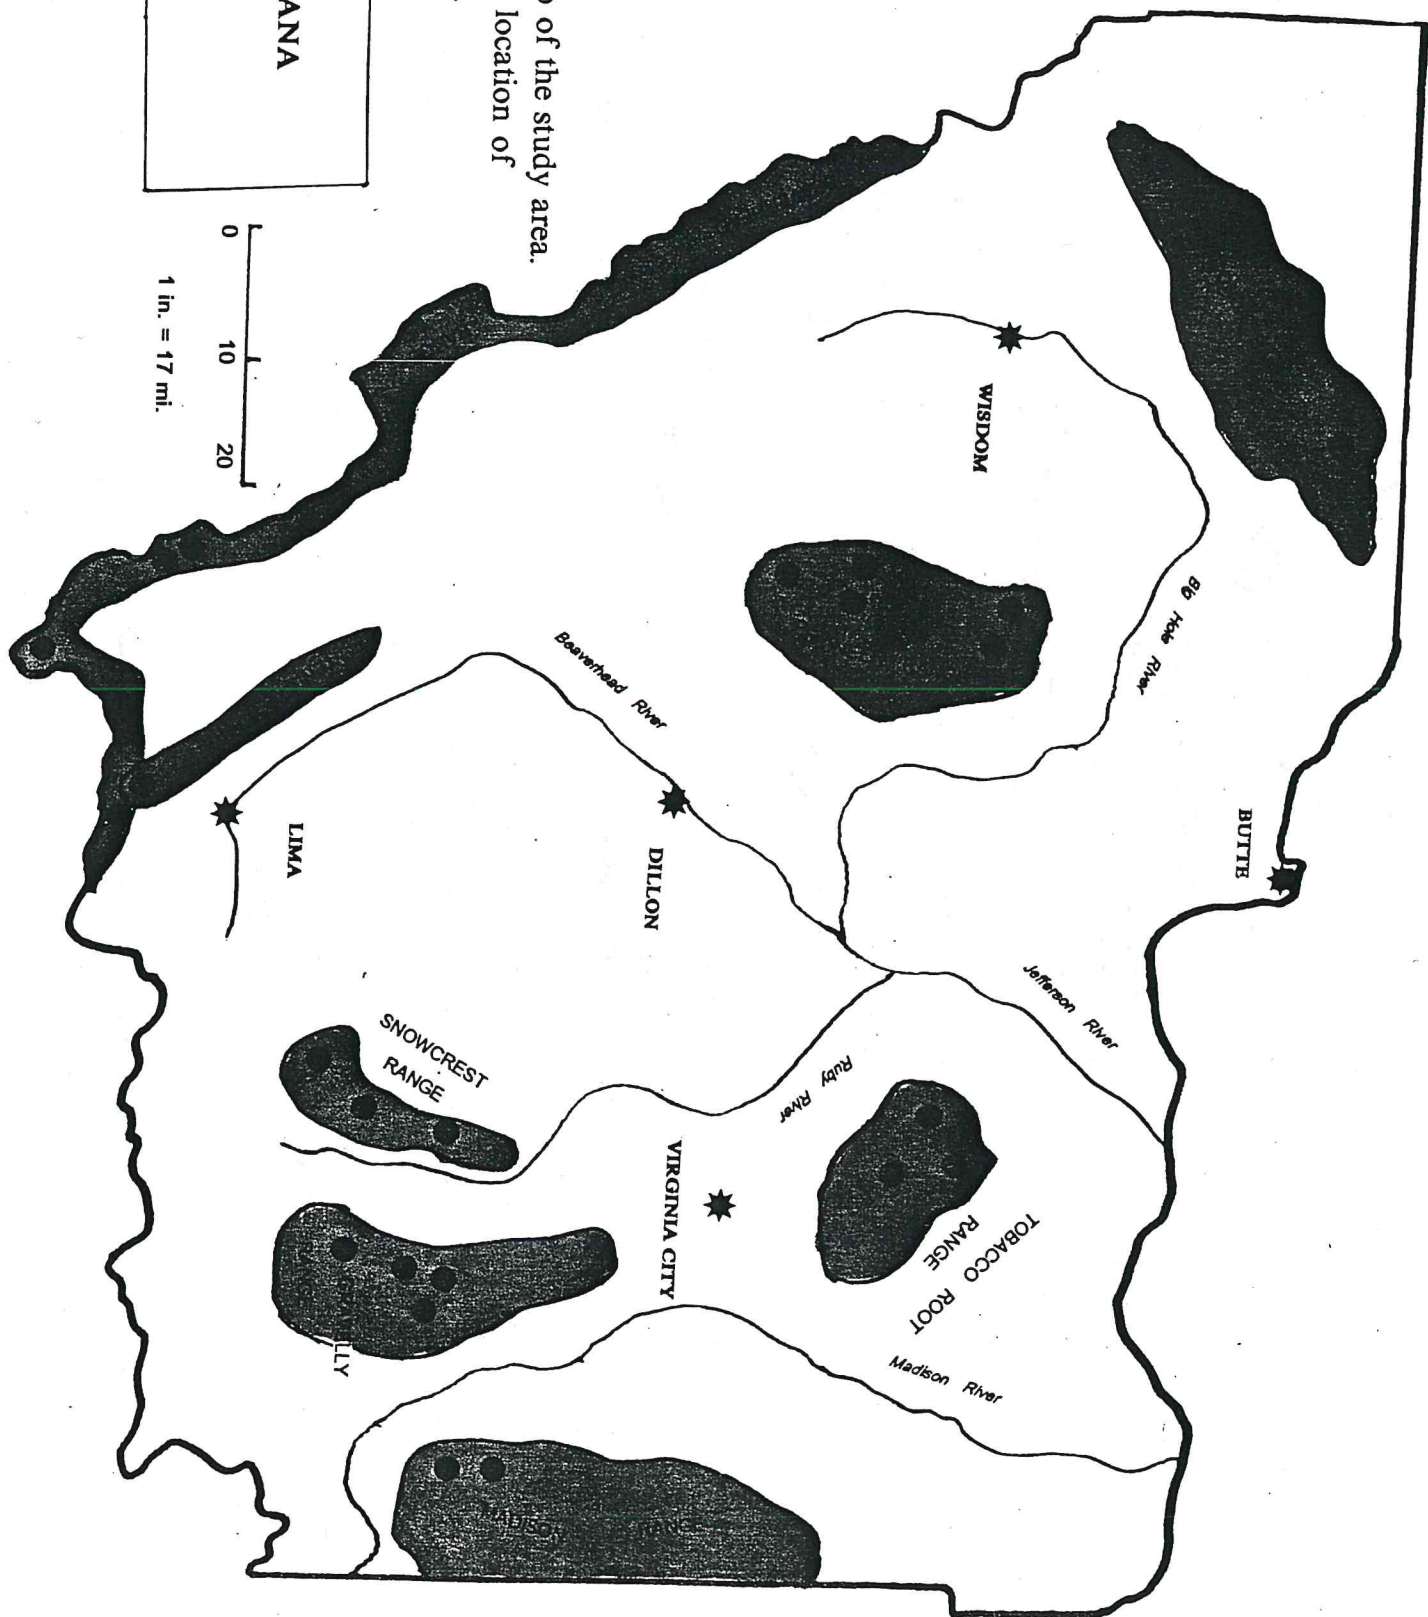 of the study area.
location of
ANA
0 10 20
1 in. = 17 mi.
WISDOM
Big Hole River
BUTTE
Beaverhead River
DILLON
LIMA
Jefferson River
Ruby River
SNOWCREST
RANGE
TOBACCO ROOT
RANGE
VIRGINIA CITY
Madison River
LLY
MADISON RANGE